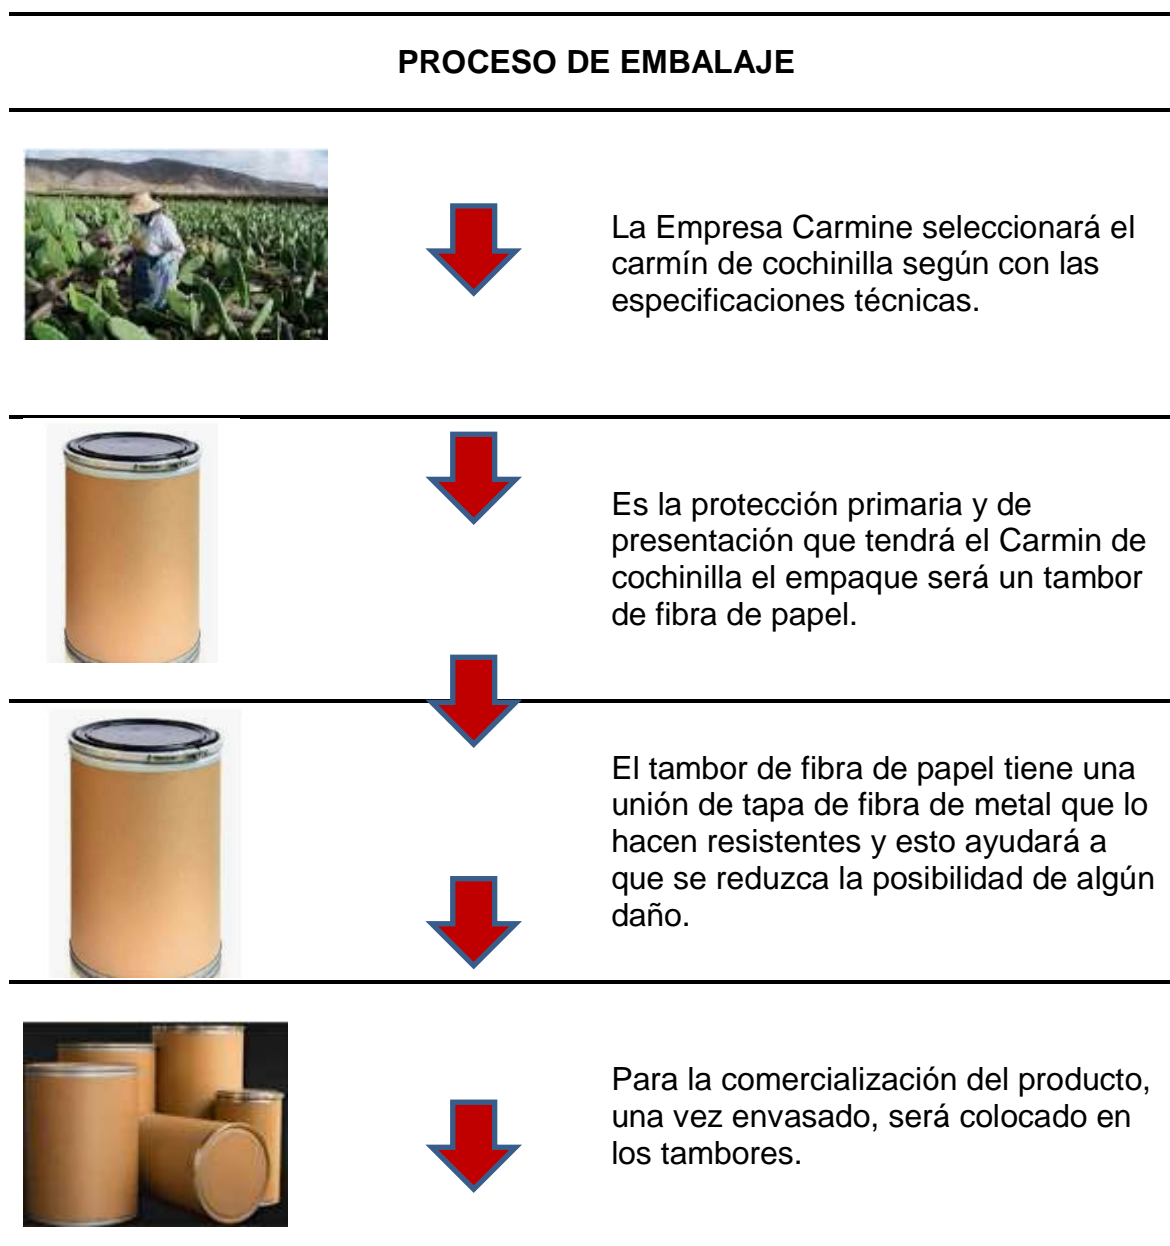 PROCESO DE EMBALAJE
La Empresa Carmine seleccionará el
carmín de cochinilla según con las
especificaciones técnicas.
Es la protección primaria y de
presentación que tendrá el Carmin de
cochinilla el empaque será un tambor
de fibra de papel.
El tambor de fibra de papel tiene una
unión de tapa de fibra de metal que lo
hacen resistentes y esto ayudará a
que se reduzca la posibilidad de algún
daño.
Para la comercialización del producto,
una vez envasado, será colocado en
los tambores.